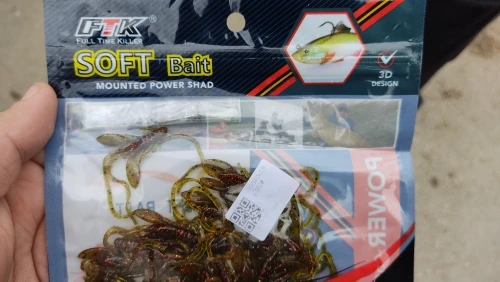 FTK®
FULL TIME KILLER
SOFT Bait
MOUNTED POWER SHAD
3D
DESIGN
POWER